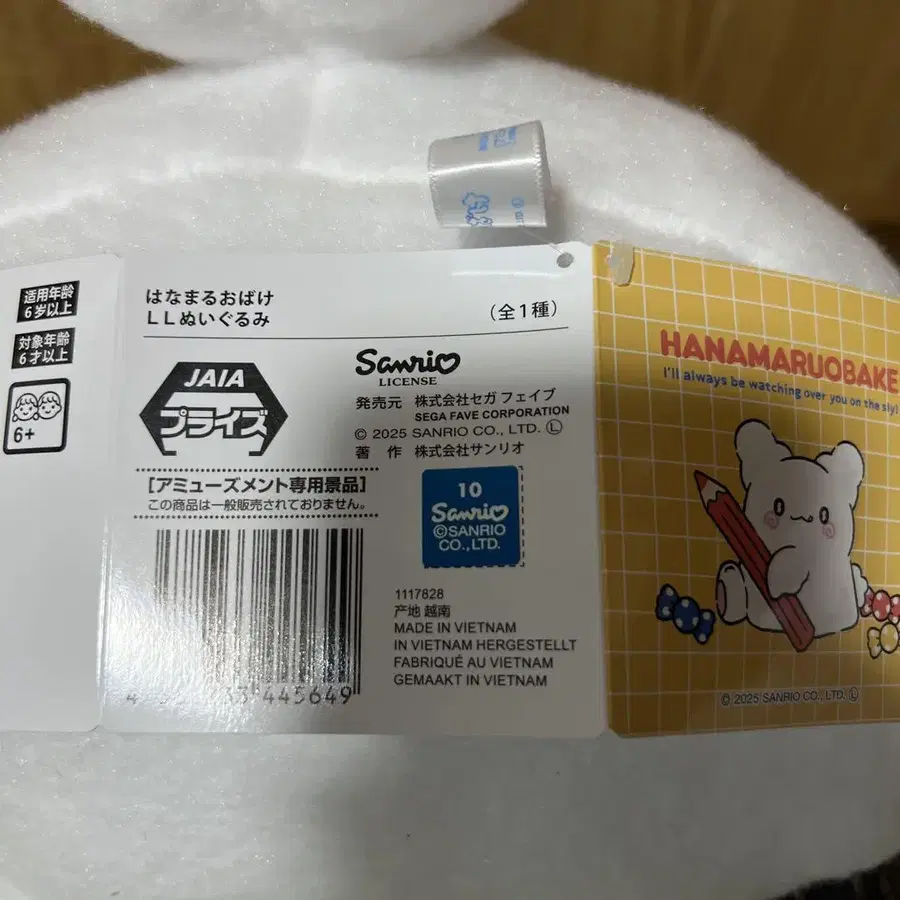 适用年龄
6岁以上
対象年齢
6才以上
6+
はなまるおばけ
LLぬいぐるみ
(全1種)
JAIA
プライズ
Sanrio
LICENSE
発売元 株式会社セガ フェイブ
SEGA FAVE CORPORATION
© 2025 SANRIO CO., LTD. Ⓛ
著作 株式会社サンリオ
[アミューズメント専用景品]
この商品は一般販売されておりません。
10
Sanrio
©SANRIO
CO.,LTD.
445649
1117828
产地 越南
MADE IN VIETNAM
IN VIETNAM HERGESTELLT
FABRIQUÉ AU VIETNAM
GEMAAKT IN VIETNAM
HANAMARUOBAKE
I'll always be watching over you on the sly!
© 2025 SANRIO CO., LTD. Ⓛ